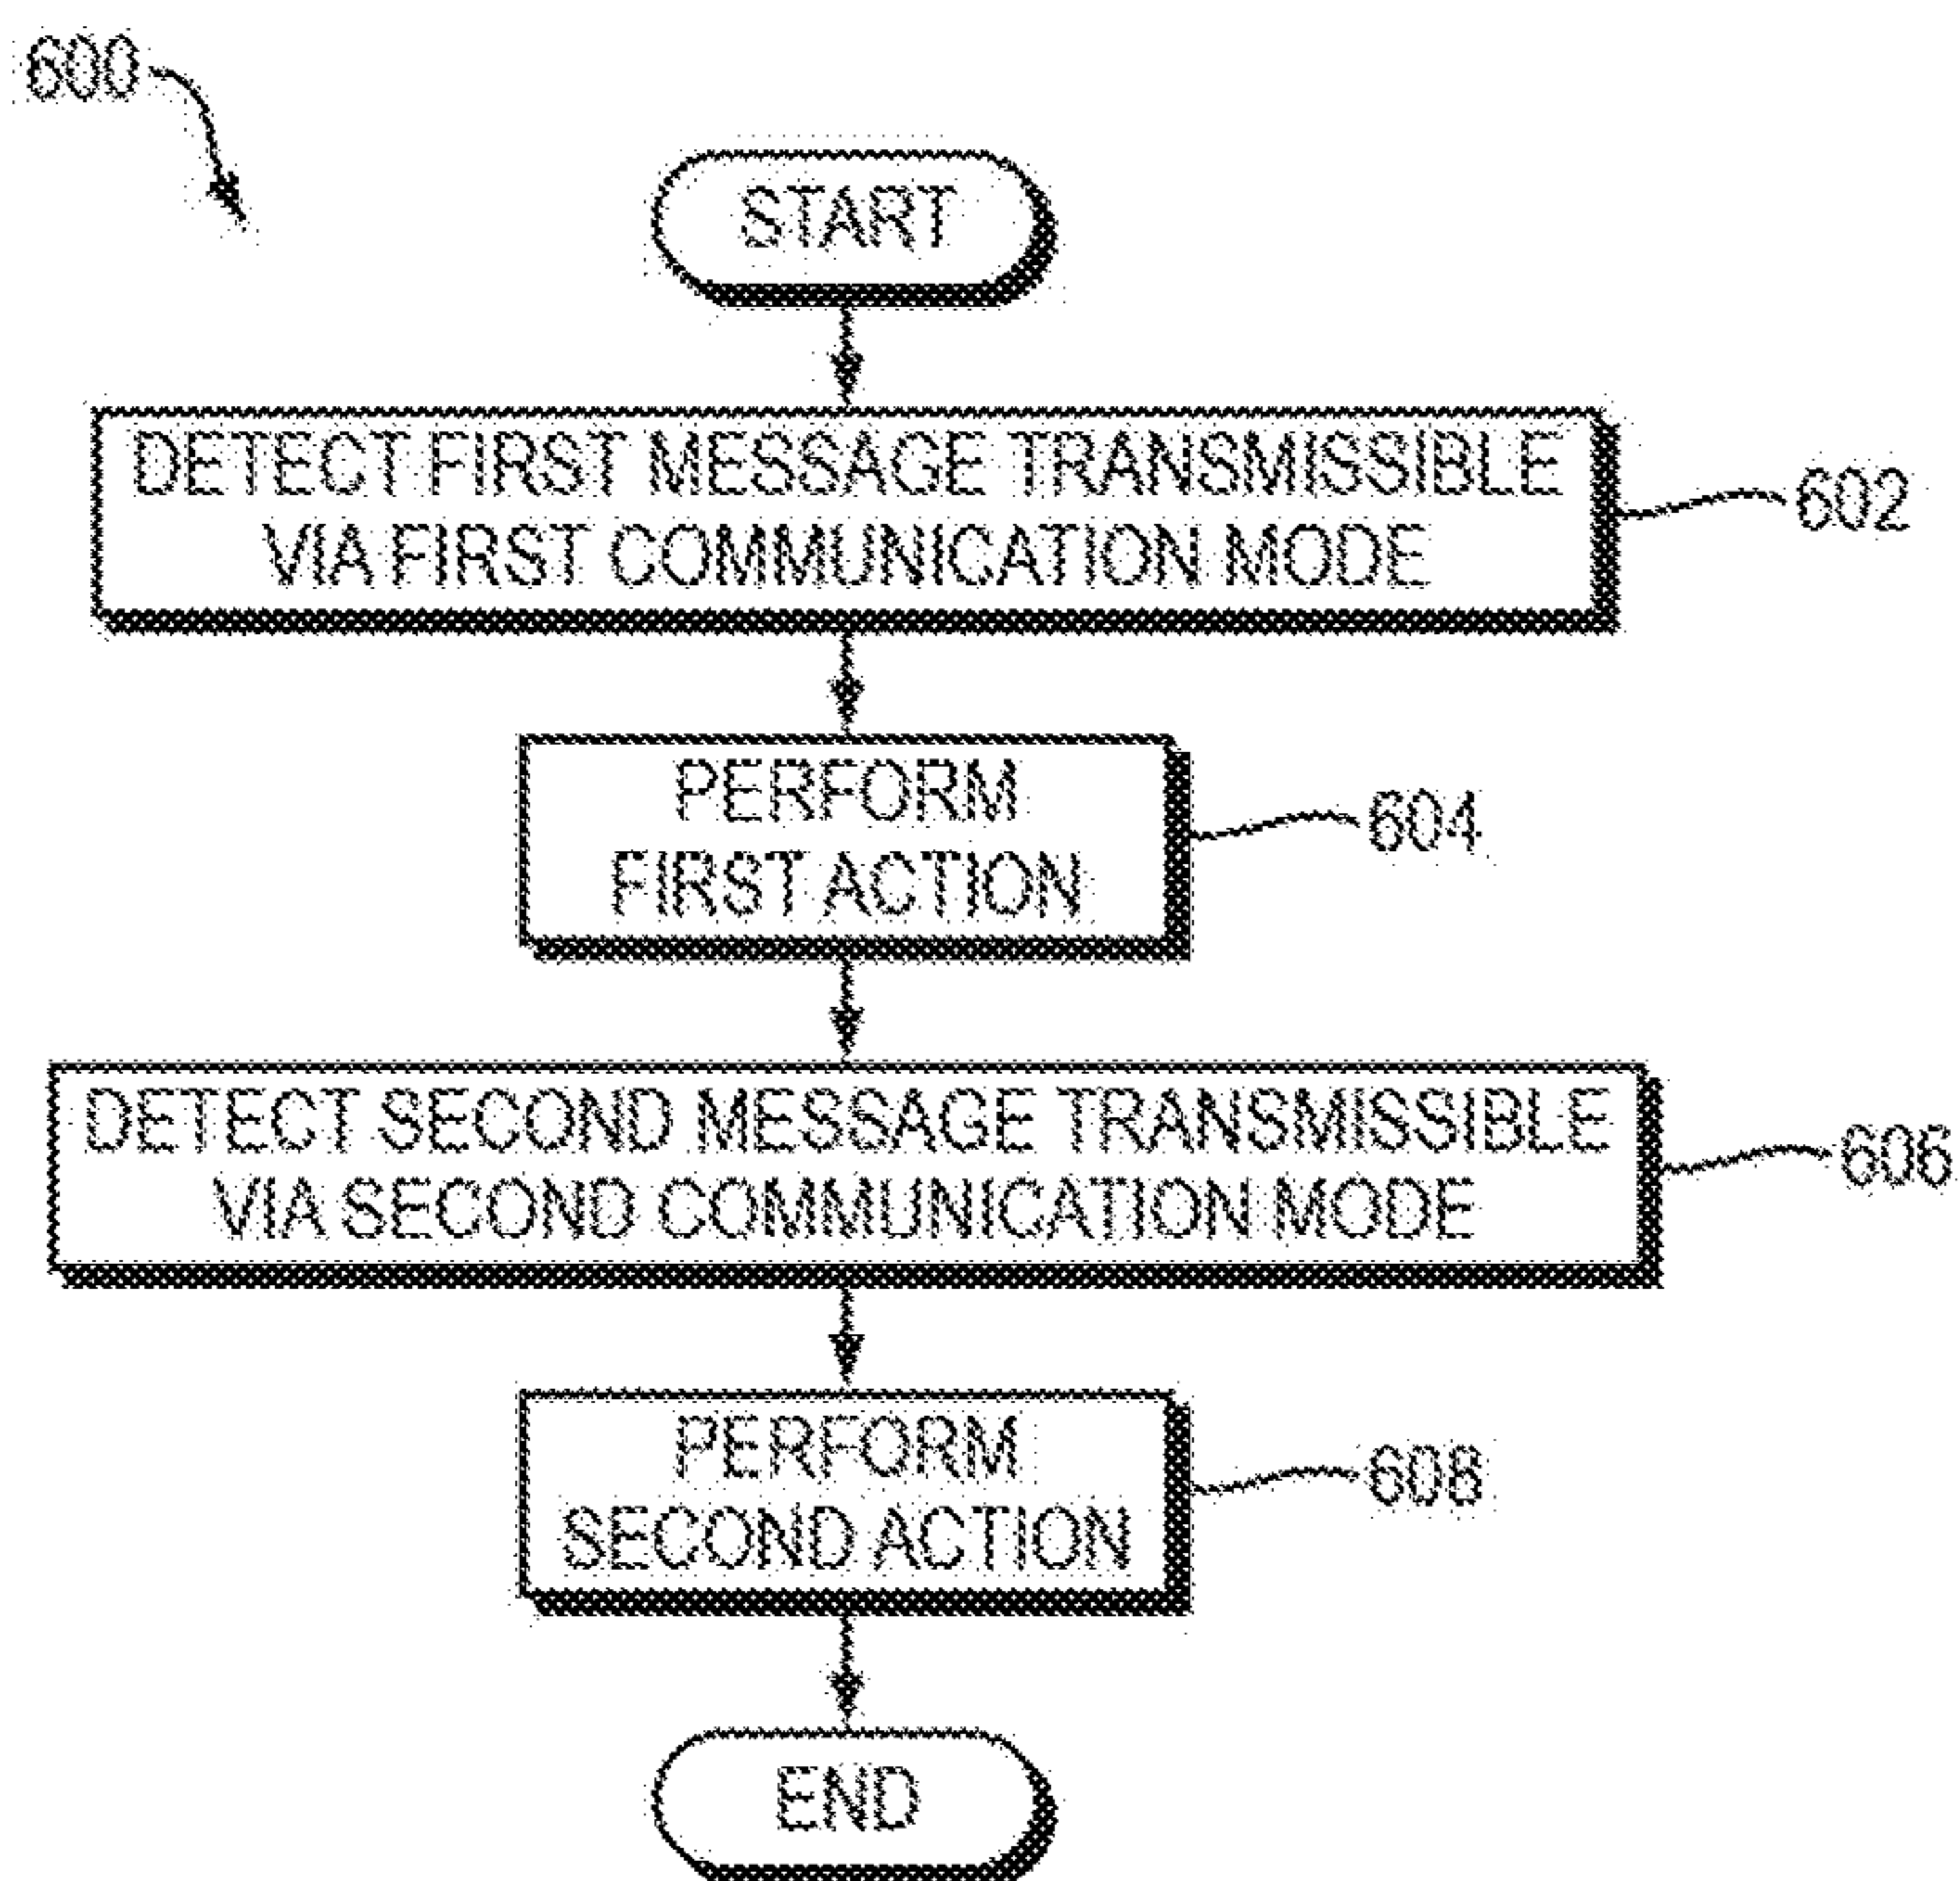 600
START
DETECT FIRST MESSAGE TRANSMISSIBLE
VIA FIRST COMMUNICATION MODE
602
PERFORM
FIRST ACTION
604
DETECT SECOND MESSAGE TRANSMISSIBLE
VIA SECOND COMMUNICATION MODE
606
PERFORM
SECOND ACTION
608
END